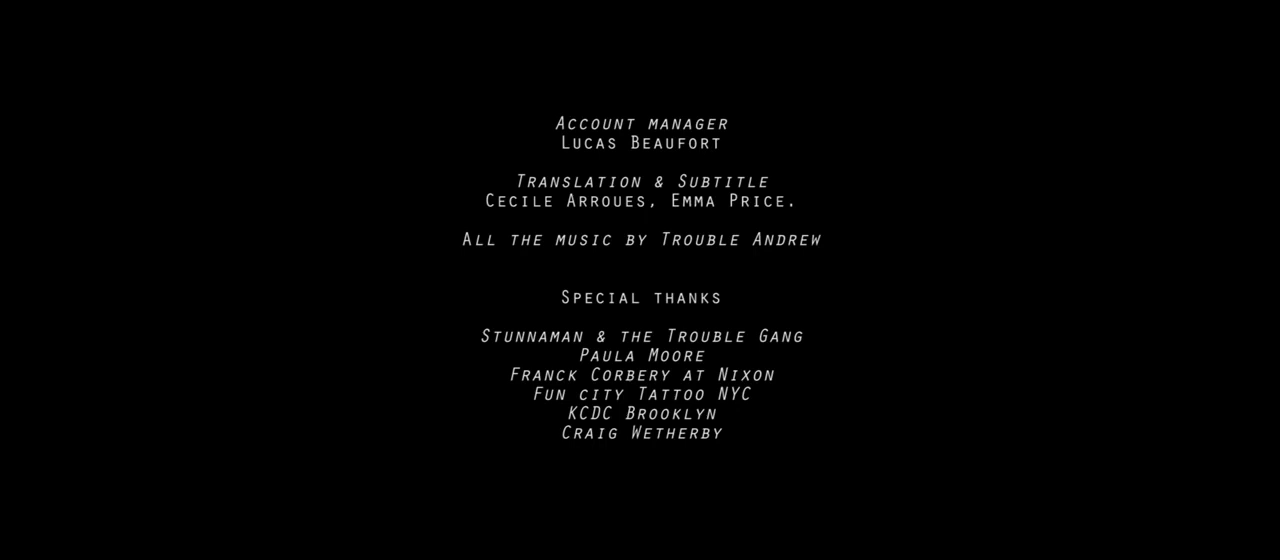 Account manager
Lucas Beaufort
Translation & Subtitle
Cecile Arroues, Emma Price.
All the music by Trouble Andrew
Special thanks
Stunnaman & the Trouble Gang
Paula Moore
Franck Corbery at Nixon
Fun city Tattoo NYC
KCDC Brooklyn
Craig Wetherby